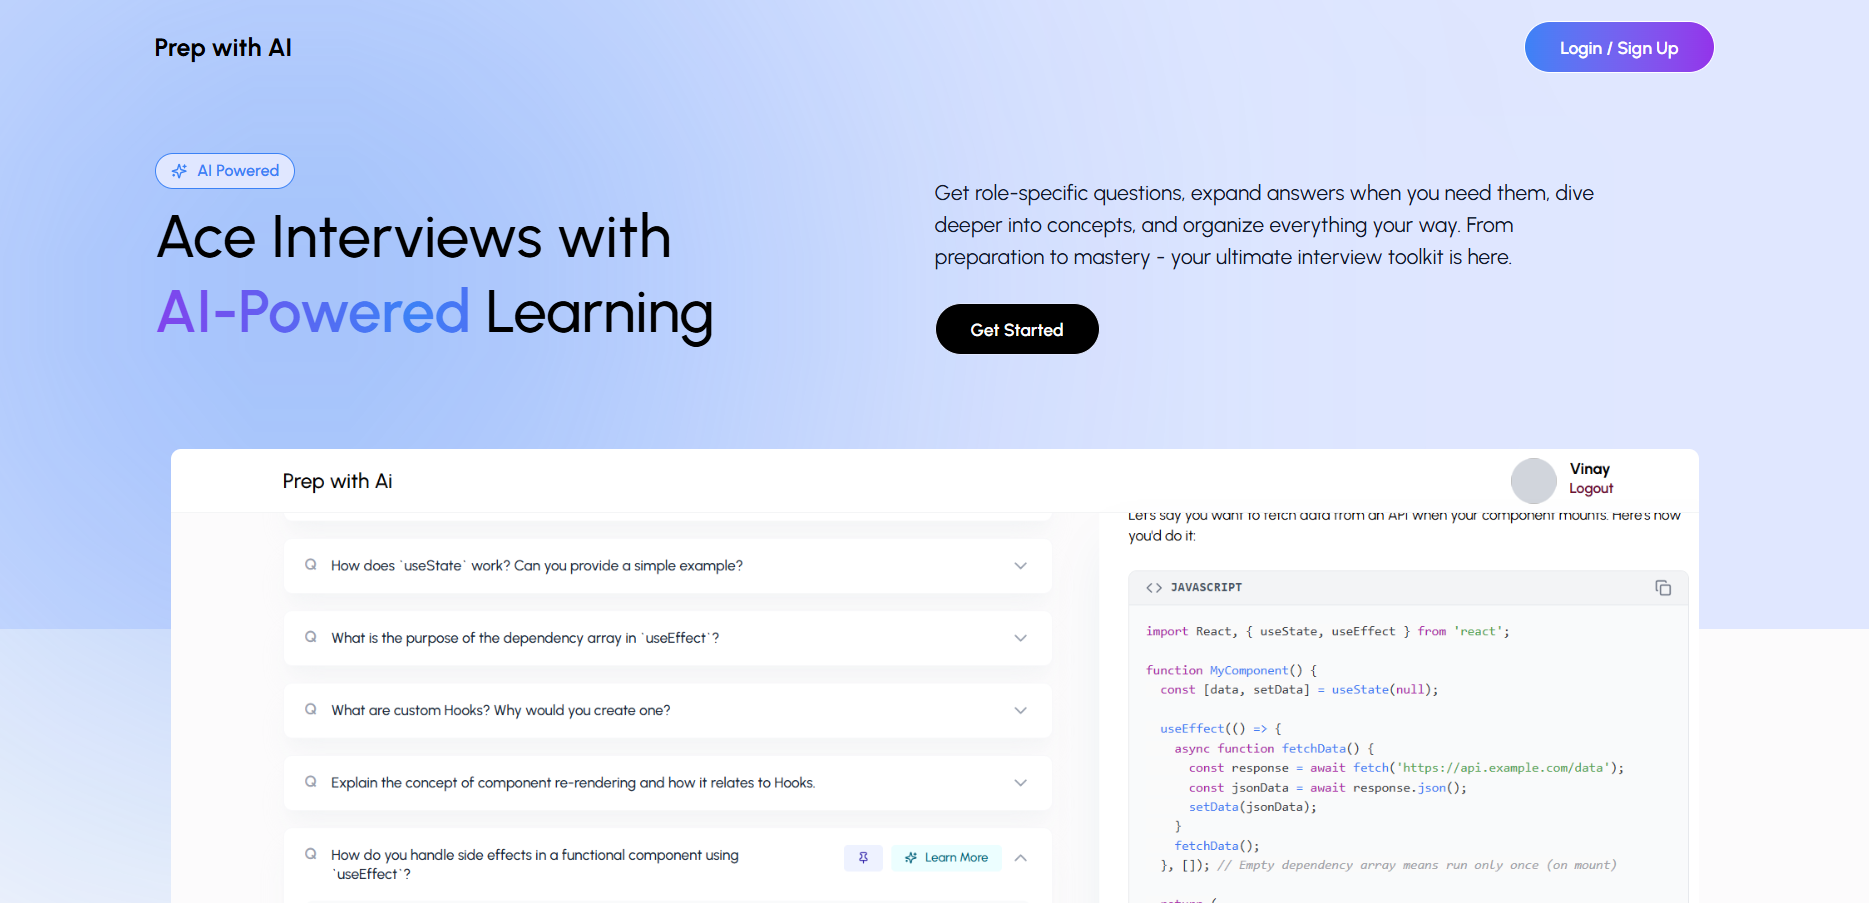 Prep with AI
Login / Sign Up
AI Powered
Ace Interviews with
AI-Powered Learning
Get role-specific questions, expand answers when you need them, dive
deeper into concepts, and organize everything your way. From
preparation to mastery - your ultimate interview toolkit is here.
Get Started
Prep with Ai
Vinay
Logout
Q How does `useState` work? Can you provide a simple example?
Q What is the purpose of the dependency array in `useEffect`?
Q What are custom Hooks? Why would you create one?
Q Explain the concept of component re-rendering and how it relates to Hooks.
Q How do you handle side effects in a functional component using
`useEffect`?
Learn More
Let's say you want to fetch data from an API when your component mounts. Here's how
you'd do it:
<> JAVASCRIPT
import React, { useState, useEffect } from 'react';
function MyComponent() {
const [data, setData] = useState(null);
useEffect(() => {
async function fetchData() {
const response = await fetch('https://api.example.com/data');
const jsonData = await response.json();
setData(jsonData);
}
fetchData();
}, []); // Empty dependency array means run only once (on mount)
return (